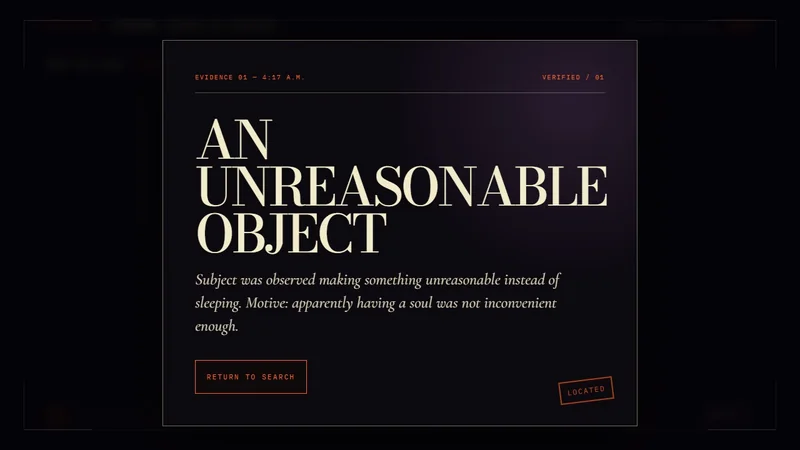 EVIDENCE 01 — 4:17 A.M.
VERIFIED / 01
AN
UNREASONABLE
OBJECT
Subject was observed making something unreasonable instead of
sleeping. Motive: apparently having a soul was not inconvenient
enough.
RETURN TO SEARCH
LOCATED